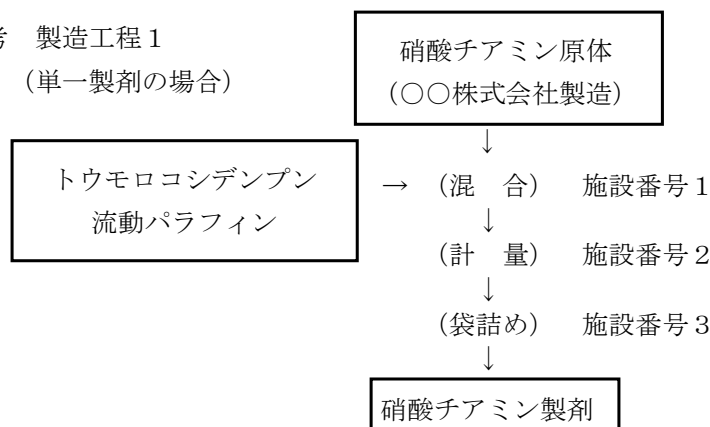 考　製造工程１
（単一製剤の場合）
硝酸チアミン原体
（○○株式会社製造）
↓
トウモロコシデンプン
流動パラフィン
→　（混　合）　施設番号１
↓
（計　量）　施設番号２
↓
（袋詰め）　施設番号３
↓
硝酸チアミン製剤